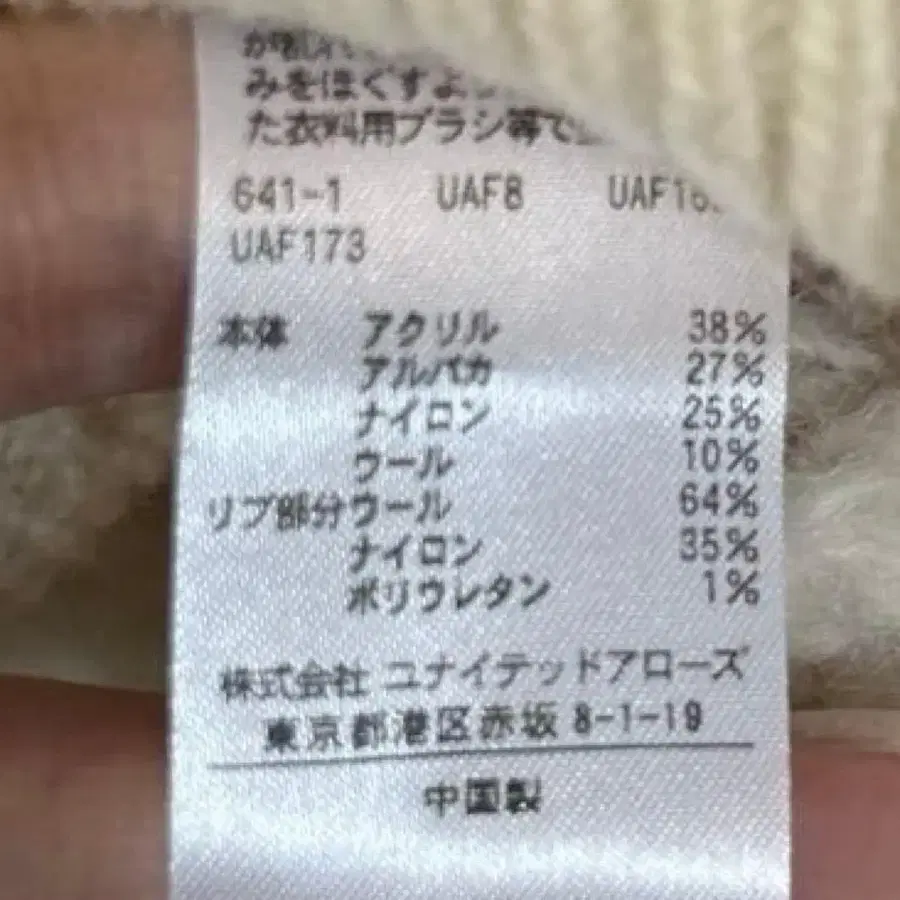 みをほぐすよ
た衣料用ブラシ等で
641-1 UAF8 UAF16
UAF173
本体 アクリル 38%
アルパカ 27%
ナイロン 25%
ウール 10%
リブ部分 ウール 64%
ナイロン 35%
ポリウレタン 1%
株式会社 ユナイテッドアローズ
東京都港区赤坂 8-1-19
中国製